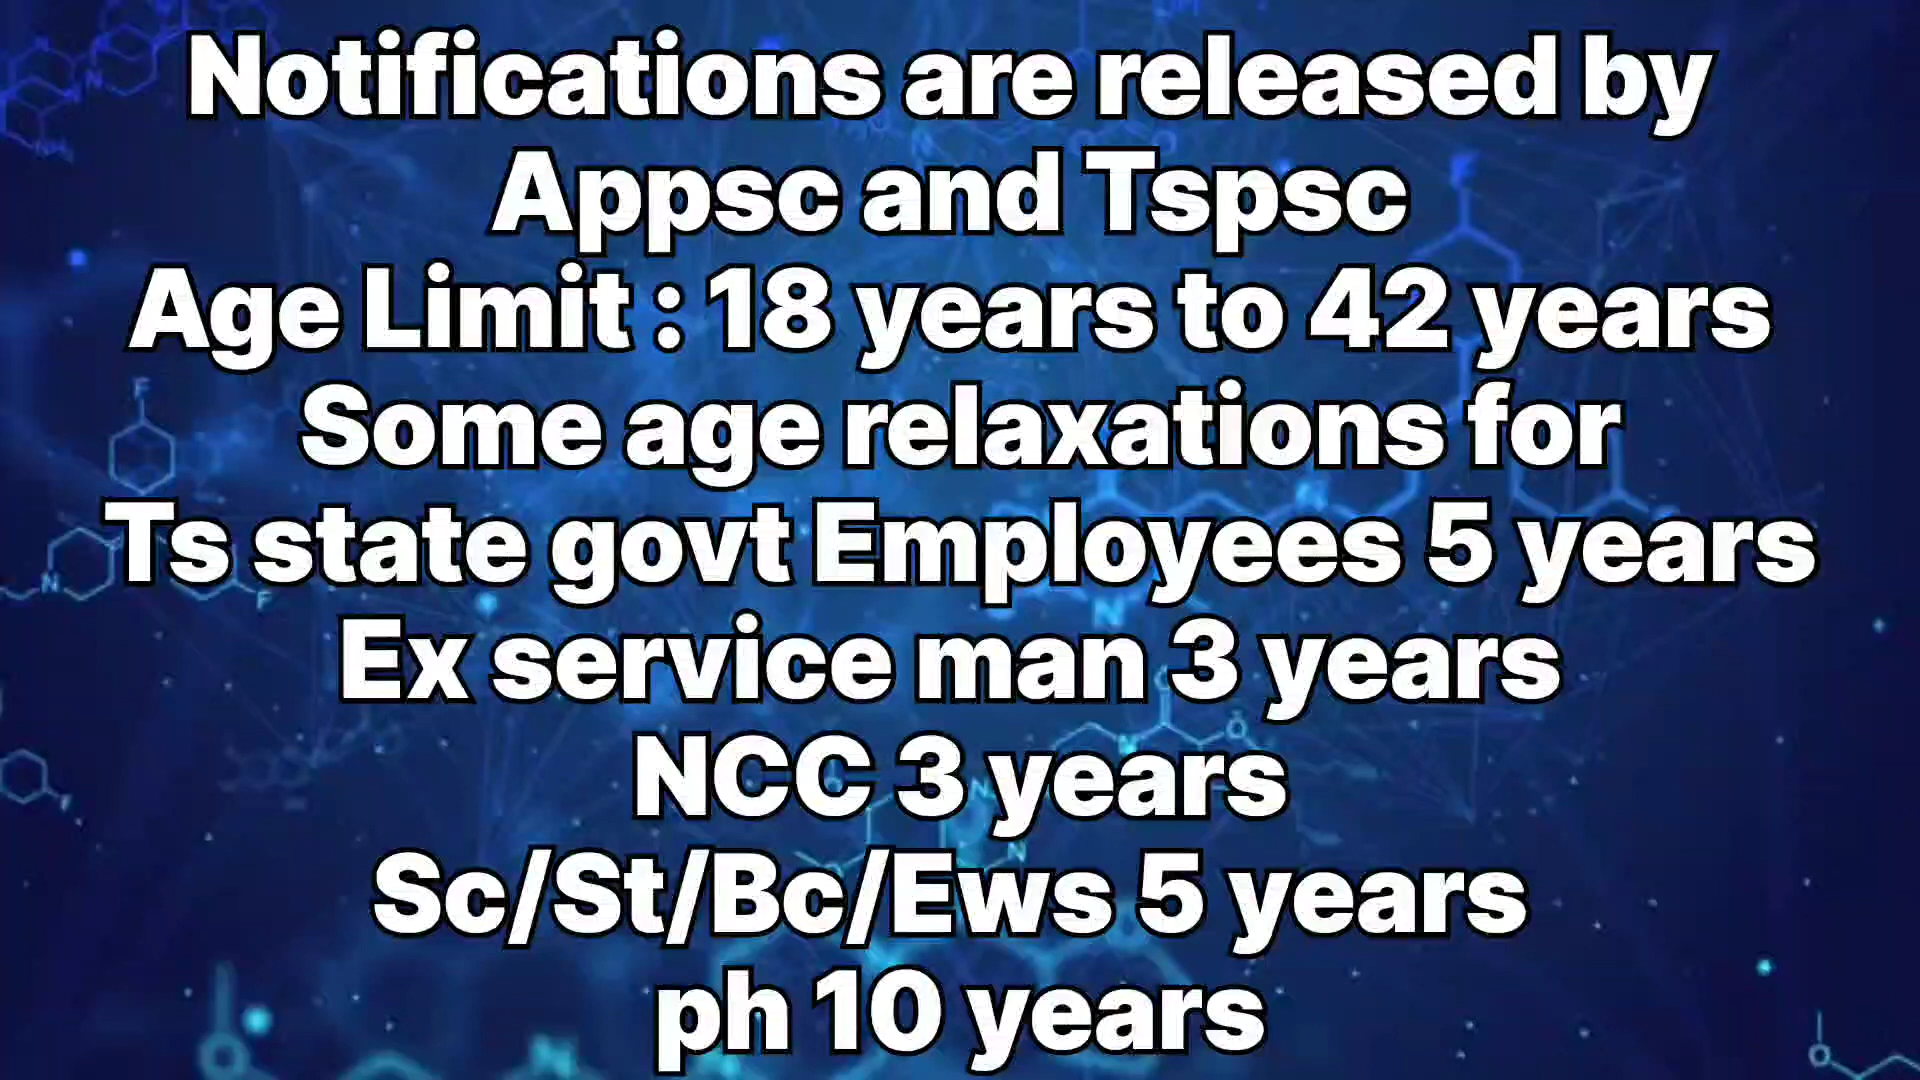 Notifications are released by
Appsc and Tspsc
Age Limit : 18 years to 42 years
Some age relaxations for
Ts state govt Employees 5 years
Ex service man 3 years
NCC 3 years
Sc/St/Bc/Ews 5 years
ph 10 years